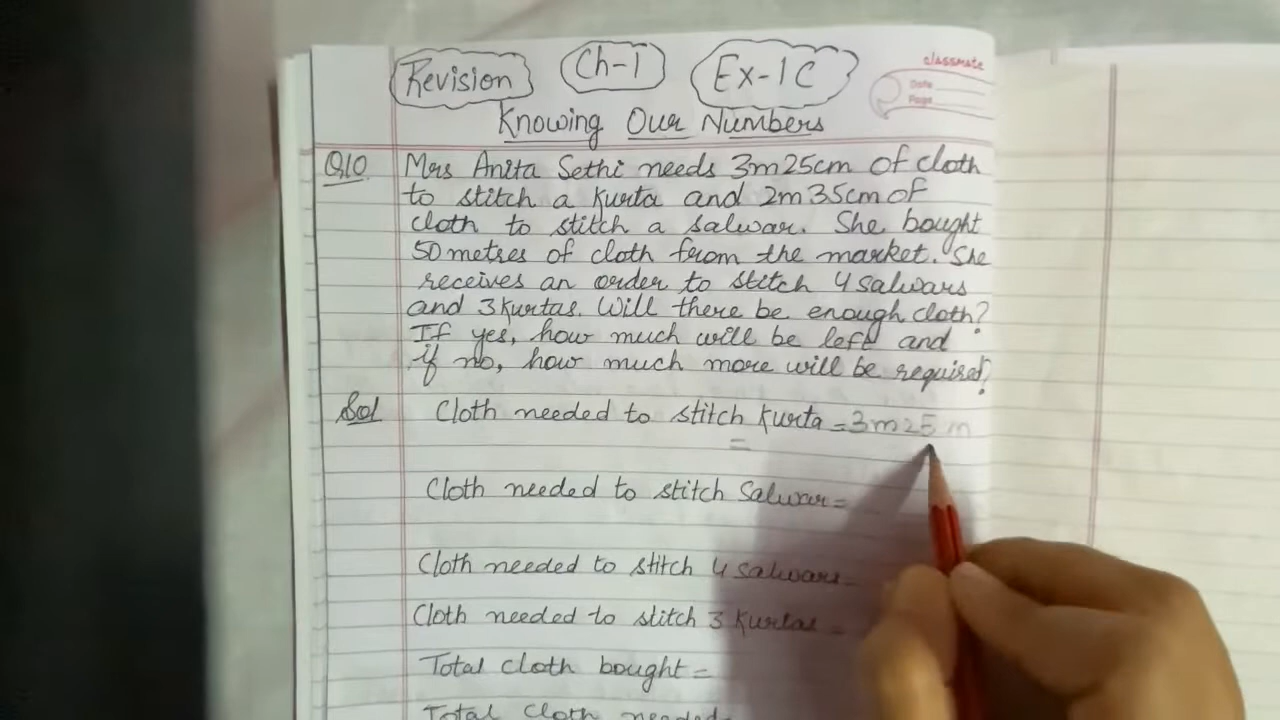 Revision Ch-1 Ex-1C
classmate
Date
Page
Knowing Our Numbers
Q10. Mrs Anita Sethi needs 3m25cm of cloth
to stitch a Kurta and 2m35cm of
cloth to stitch a salwar. She bought
50 metres of cloth from the market. She
receives an order to stitch 4 salwars
and 3 Kurtas. Will there be enough cloth?
If yes, how much will be left and
if no, how much more will be required?
Sol Cloth needed to stitch Kurta = 3m25m
=
Cloth needed to stitch Salwar =
Cloth needed to stitch 4 salwars =
Cloth needed to stitch 3 Kurtas =
Total cloth bought =
Total cloth needed